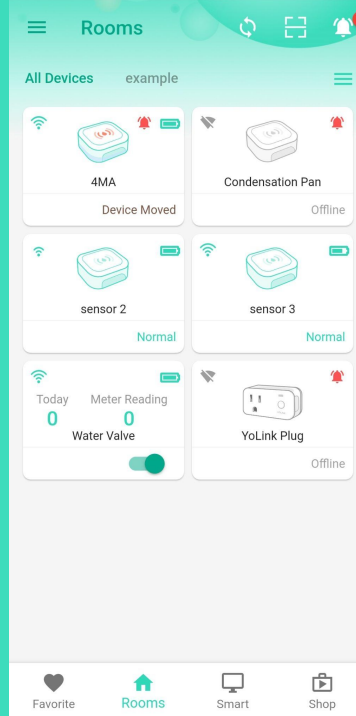 Rooms
All Devices example
4MA
Device Moved
Condensation Pan
Offline
sensor 2
Normal
sensor 3
Normal
Today Meter Reading
0 0
Water Valve
YoLink Plug
Offline
Favorite Rooms Smart Shop